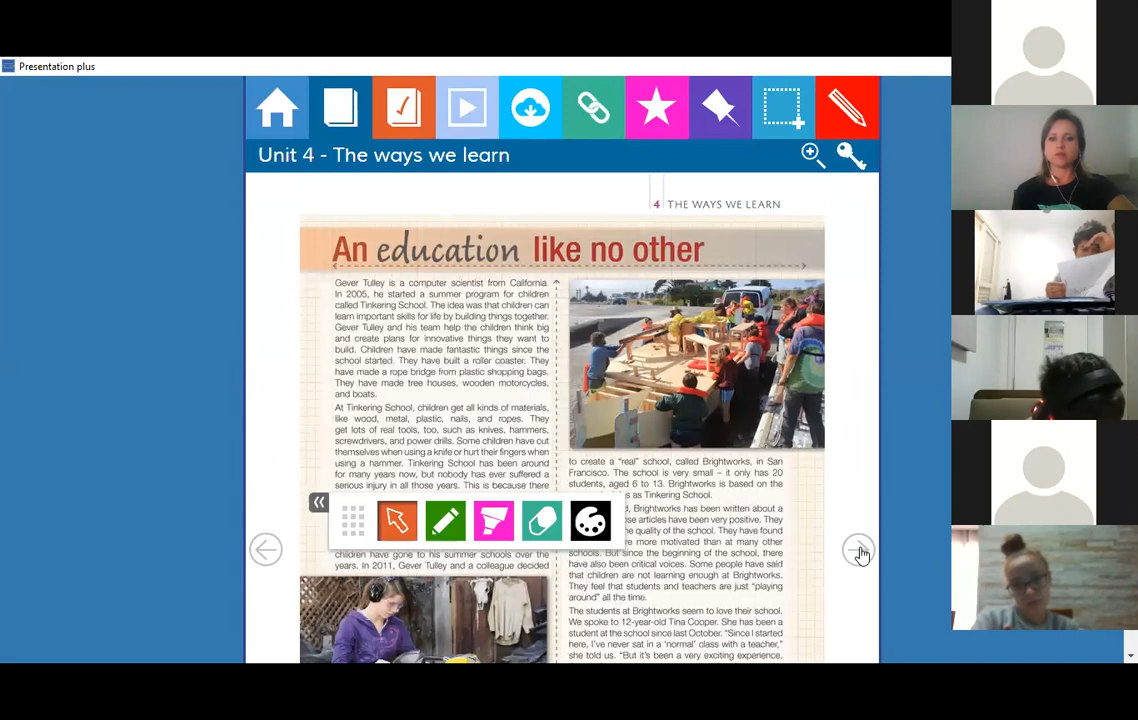 Presentation plus
Unit 4 - The ways we learn
4 THE WAYS WE LEARN
An education like no other
Gever Tulley is a computer scientist from California.
In 2005, he started a summer program for children
called Tinkering School. The idea was that children can
learn important skills for life by building things together.
Gever Tulley and his team help the children think big
and create plans for innovative things they want to
build. Children have made fantastic things since the
school started. They have built a roller coaster. They
have made a rope bridge from plastic shopping bags.
They have made tree houses, wooden motorcycles,
and boats.
At Tinkering School, children get all kinds of materials,
like wood, metal, plastic, nails, and ropes. They
get lots of real tools, too, such as knives, hammers,
screwdrivers, and power drills. Some children have cut
themselves when using a knife or hurt their fingers when
using a hammer. Tinkering School has been around
for many years now, but nobody has ever suffered a
serious injury in all those years. This is because there
children have gone to his summer schools over the
years. In 2011, Gever Tulley and a colleague decided
to create a "real" school, called Brightworks, in San
Francisco. The school is very small – it only has 20
students, aged 6 to 13. Brightworks is based on the
as Tinkering School.
Brightworks has been written about a
articles have been very positive. They
the quality of the school. They have found
more motivated than at many other
schools. But since the beginning of the school, there
have also been critical voices. Some people have said
that children are not learning enough at Brightworks.
They feel that students and teachers are just "playing
around" all the time.
The students at Brightworks seem to love their school.
We spoke to 12-year-old Tina Cooper. She has been a
student at the school since last October. "Since I started
here, I've never sat in a 'normal' class with a teacher,"
she told us. "But it's been a very exciting experience.